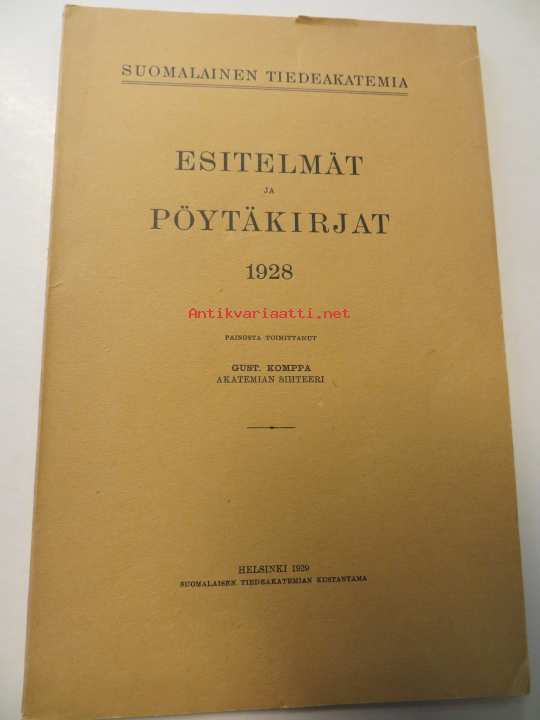 SUOMALAINEN TIEDEAKATEMIA
ESITELMÄT
JA
PÖYTÄKIRJAT
1928
Antikvariaatti.net
PAINOSTA TOIMITTANUT
GUST. KOMPPA
AKATEMIAN SIHTEERI
HELSINKI 1929
SUOMALAISEN TIEDEAKATEMIAN KUSTANTAMA